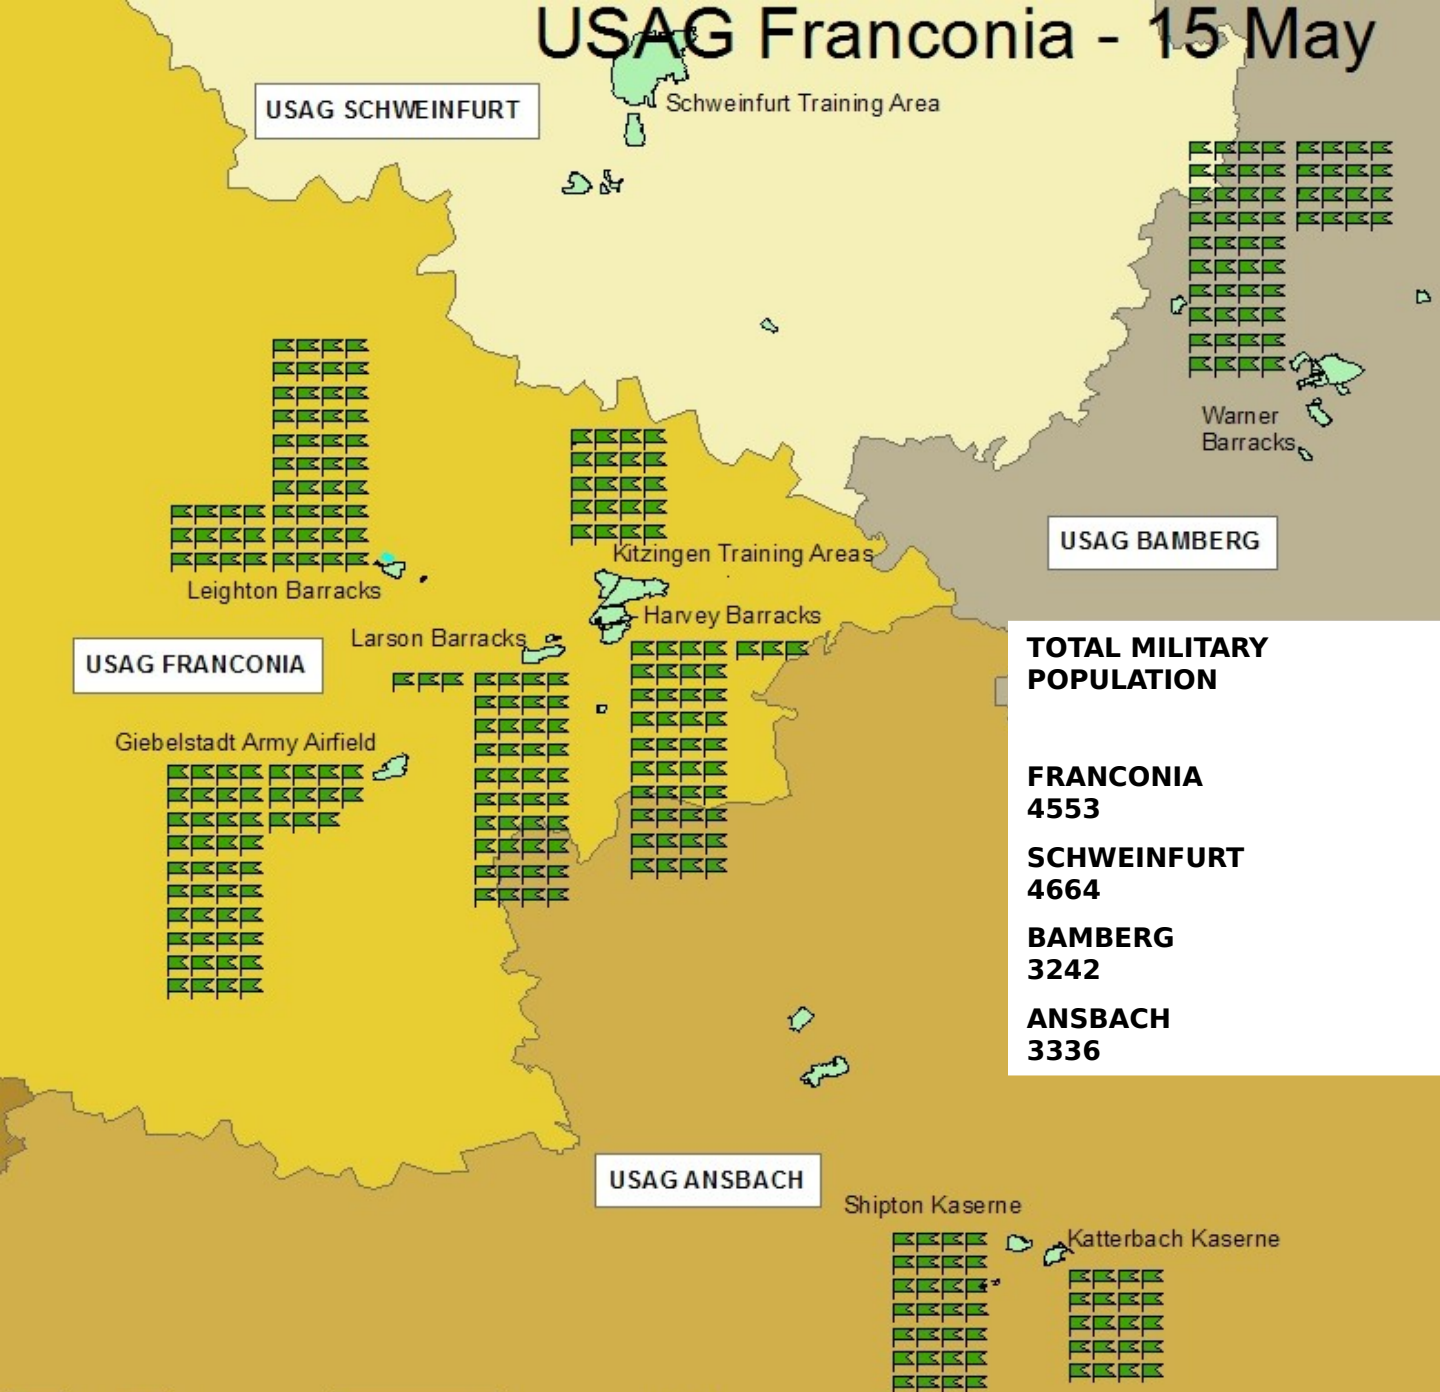 USAG Franconia - 15 May
USAG SCHWEINFURT
Schweinfurt Training Area
Warner
Barracks
USAG BAMBERG
Kitzingen Training Areas
Leighton Barracks
Harvey Barracks
Larson Barracks
USAG FRANCONIA
Giebelstadt Army Airfield
TOTAL MILITARY
POPULATION
FRANCONIA
4553
SCHWEINFURT
4664
BAMBERG
3242
ANSBACH
3336
USAG ANSBACH
Shipton Kaserne
Katterbach Kaserne